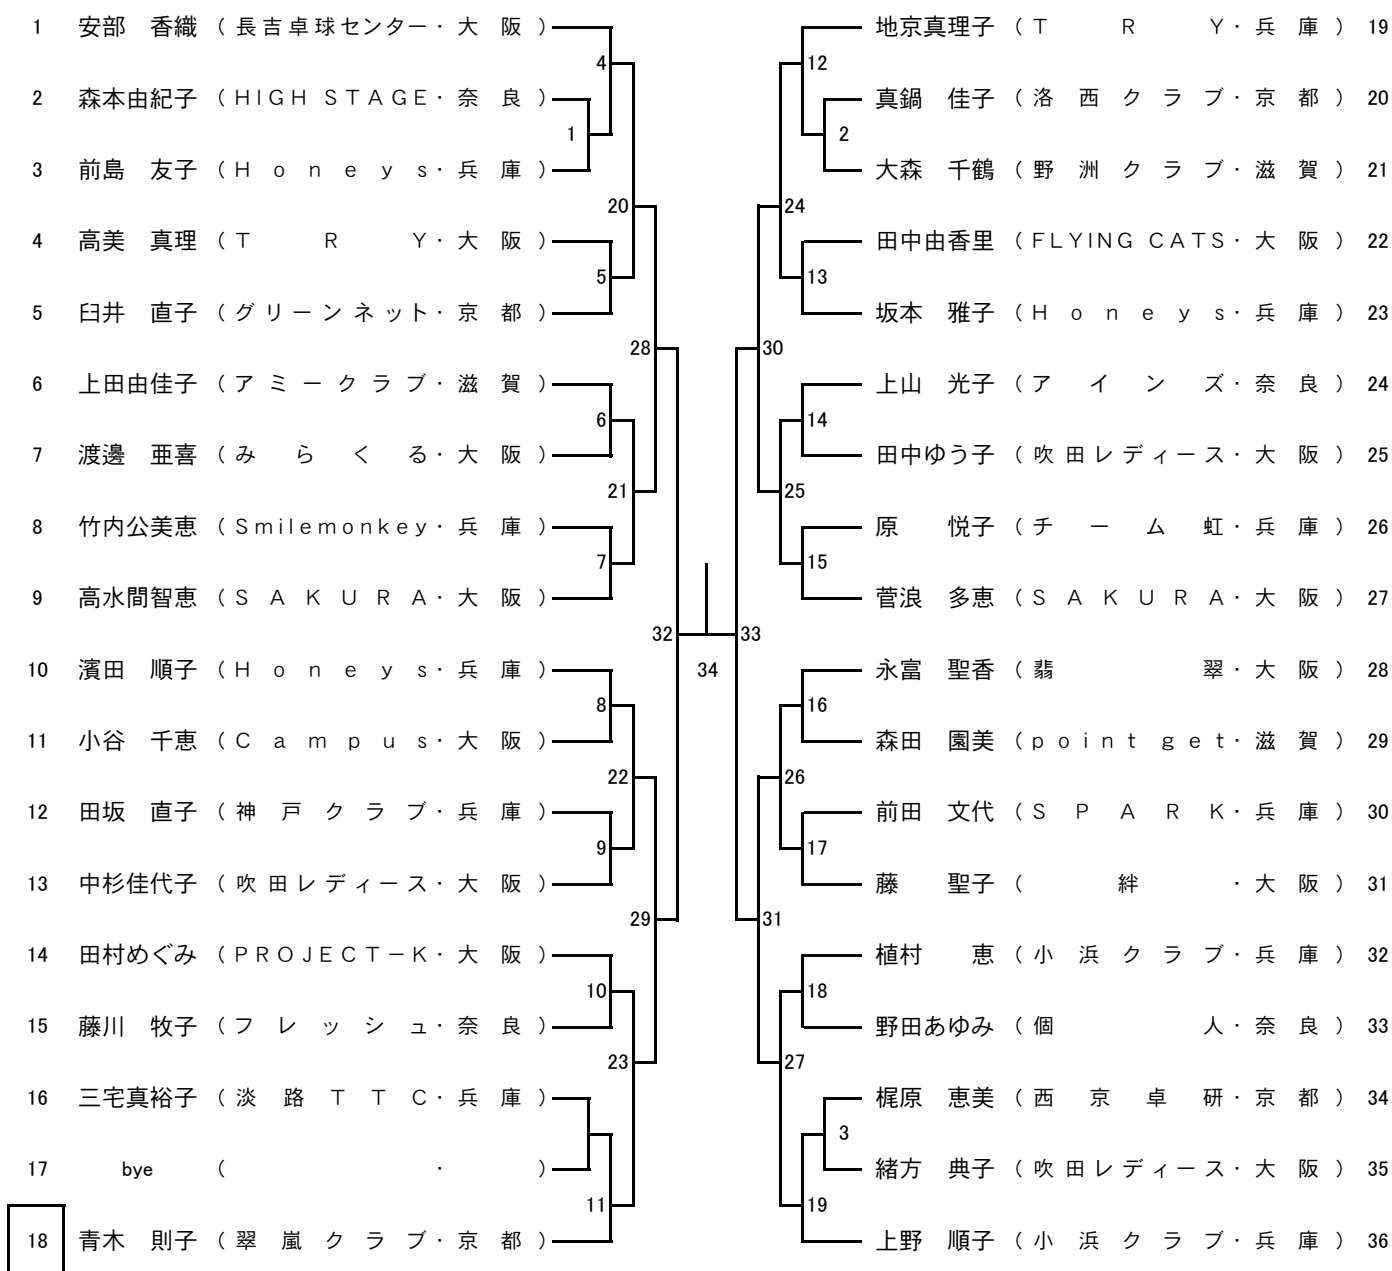 1 安部 香織 （長吉卓球センター・大 阪）
4
2 森本由紀子 （HIGH STAGE・奈 良）
1
3 前島 友子 （Ｈｏｎｅｙｓ・兵 庫）
20
4 高美 真理 （Ｔ Ｒ Ｙ・大 阪）
5
5 臼井 直子 （グリーンネット・京 都）
28
6 上田由佳子 （アミークラブ・滋 賀）
6
7 渡邊 亜喜 （みらくる・大 阪）
21
8 竹内公美恵 （Smilemonkey・兵 庫）
7
9 高水間智恵 （ＳＡＫＵＲＡ・大 阪）
32
10 濱田 順子 （Ｈｏｎｅｙｓ・兵 庫）
8
11 小谷 千恵 （Ｃａｍｐｕｓ・大 阪）
22
12 田坂 直子 （神戸クラブ・兵 庫）
9
13 中杉佳代子 （吹田レディース・大 阪）
29
14 田村めぐみ （ＰＲＯＪＥＣＴ－Ｋ・大 阪）
10
15 藤川 牧子 （フレッシュ・奈 良）
23
16 三宅真裕子 （淡路ＴＴＣ・兵 庫）
17 bye （ ・ ）
11
18 青木 則子 （翠嵐クラブ・京 都）
34
地京真理子 （Ｔ Ｒ Ｙ・兵 庫） 19
12
真鍋 佳子 （洛西クラブ・京 都） 20
2
大森 千鶴 （野洲クラブ・滋 賀） 21
24
田中由香里 （FLYING CATS・大 阪） 22
13
坂本 雅子 （Ｈｏｎｅｙｓ・兵 庫） 23
30
上山 光子 （アインズ・奈 良） 24
14
田中ゆう子 （吹田レディース・大 阪） 25
25
原 悦子 （チーム虹・兵 庫） 26
15
菅浪 多恵 （ＳＡＫＵＲＡ・大 阪） 27
33
永富 聖香 （翡 翠・大 阪） 28
16
森田 園美 （point get・滋 賀） 29
26
前田 文代 （ＳＰＡＲＫ・兵 庫） 30
17
藤 聖子 （ 絆 ・大 阪） 31
31
植村 恵 （小浜クラブ・兵 庫） 32
18
野田あゆみ （個 人・奈 良） 33
27
梶原 恵美 （西京卓研・京 都） 34
3
緒方 典子 （吹田レディース・大 阪） 35
19
上野 順子 （小浜クラブ・兵 庫） 36